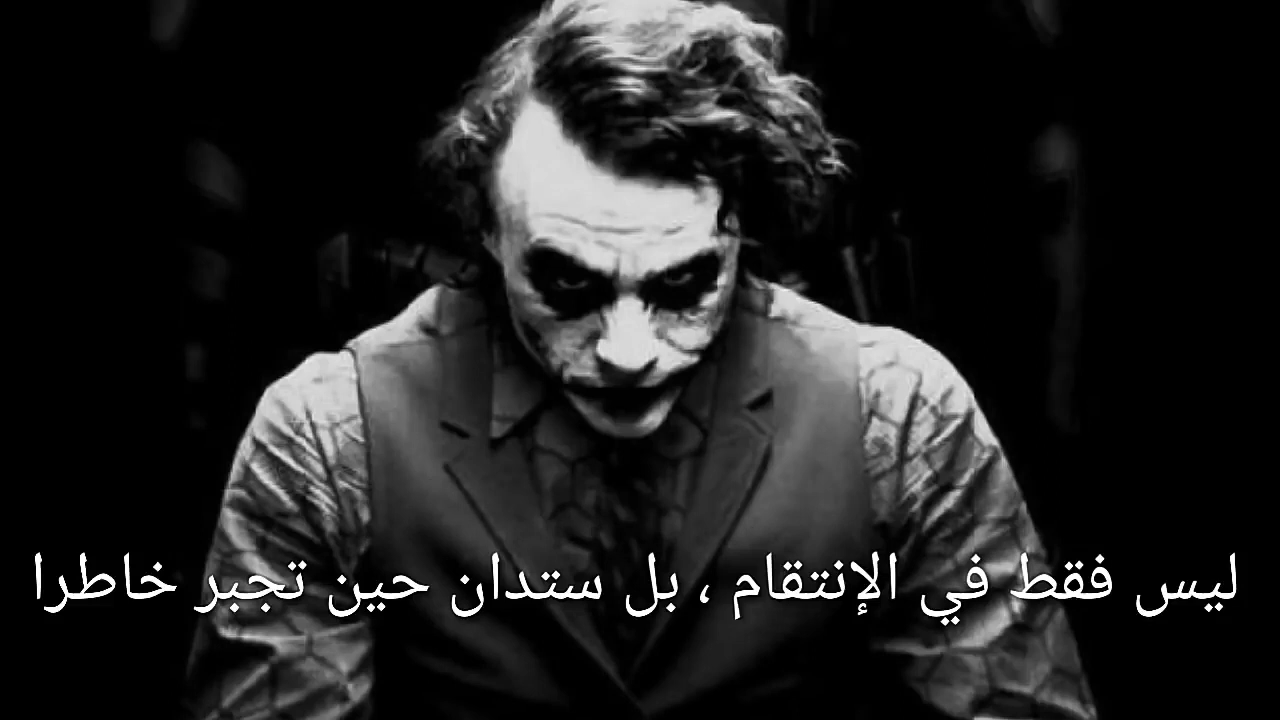 ليس فقط في الإنتقام ، بل ستدان حين تجبر خاطرا